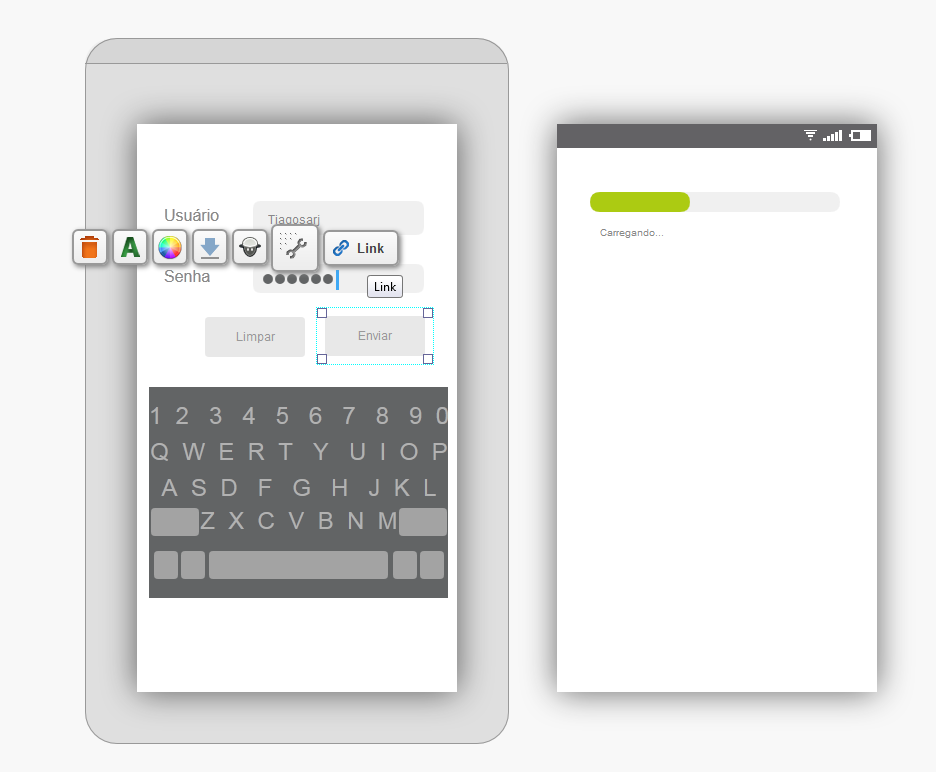 Usuário
Tiagosarj
A
Link
Senha
Link
Limpar
Enviar
1 2 3 4 5 6 7 8 9 0
Q W E R T Y U I O P
A S D F G H J K L
Z X C V B N M
Carregando...